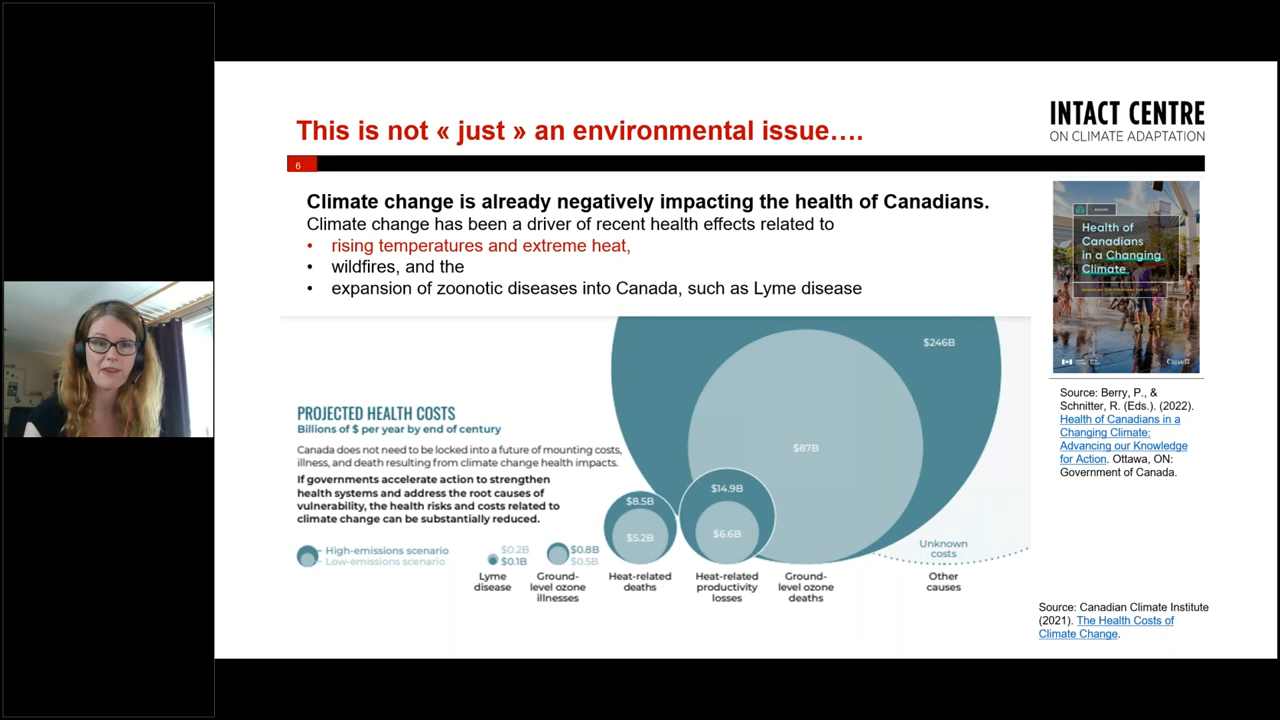 This is not « just » an environmental issue….
INTACT CENTRE
ON CLIMATE ADAPTATION
6
Climate change is already negatively impacting the health of Canadians.
Climate change has been a driver of recent health effects related to
• rising temperatures and extreme heat,
• wildfires, and the
• expansion of zoonotic diseases into Canada, such as Lyme disease
REPORT
Health of
Canadians
in a Changing
Climate
Canada
Source: Berry, P., &
Schnitter, R. (Eds.). (2022).
Health of Canadians in a
Changing Climate:
Advancing our Knowledge
for Action. Ottawa, ON:
Government of Canada.
PROJECTED HEALTH COSTS
Billions of $ per year by end of century
Canada does not need to be locked into a future of mounting costs,
illness, and death resulting from climate change health impacts.
If governments accelerate action to strengthen
health systems and address the root causes of
vulnerability, the health risks and costs related to
climate change can be substantially reduced.
High-emissions scenario
Low-emissions scenario
$0.2B
$0.1B
Lyme
disease
$0.8B
$0.5B
Ground-
level ozone
illnesses
$8.5B
$5.2B
Heat-related
deaths
$14.9B
$6.6B
Heat-related
productivity
losses
$246B
$87B
Ground-
level ozone
deaths
Unknown
costs
Other
causes
Source: Canadian Climate Institute
(2021). The Health Costs of
Climate Change.